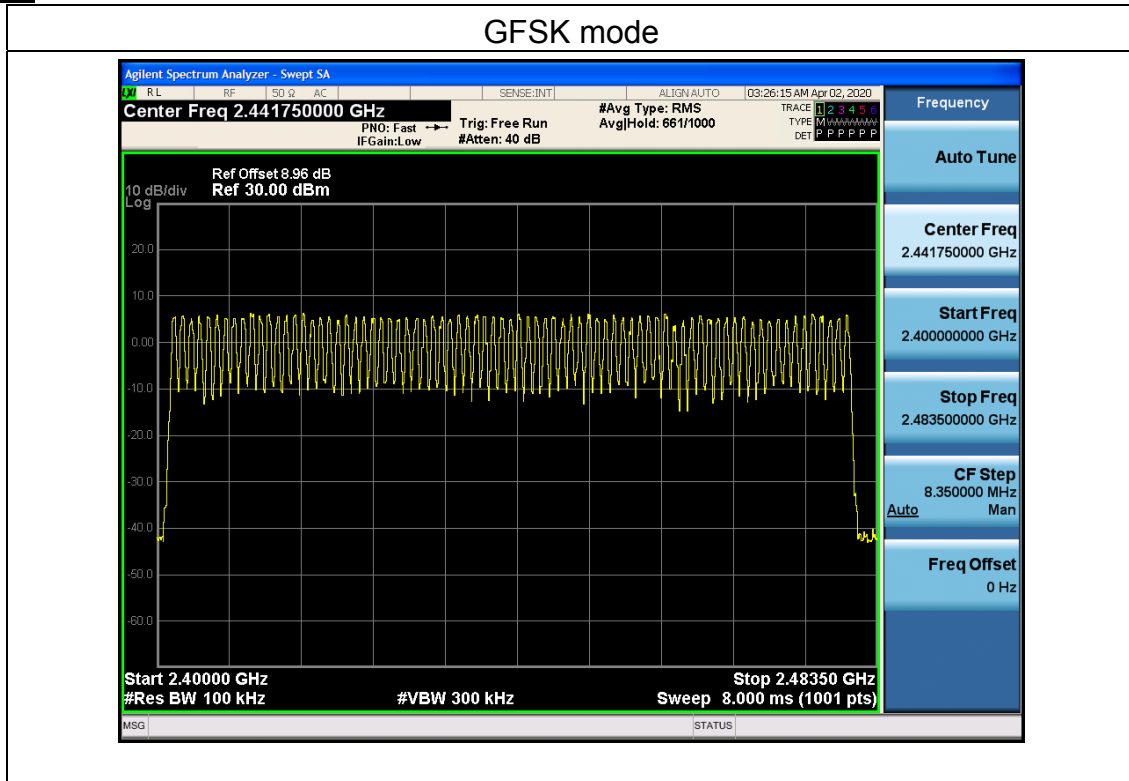 GFSK mode
Agilent Spectrum Analyzer - Swept SA
LXI RL RF 50 Ω AC SENSE:INT ALIGN AUTO 03:26:15 AM Apr 02, 2020
Center Freq 2.441750000 GHz
PNO: Fast
IFGain:Low
Trig: Free Run
#Atten: 40 dB
#Avg Type: RMS
Avg|Hold: 661/1000
TRACE 1 2 3 4 5 6
TYPE M WWWWW
DET P P P P P P
Ref Offset 8.96 dB
10 dB/div Ref 30.00 dBm
Log
20.0
10.0
0.00
-10.0
-20.0
-30.0
-40.0
-50.0
-60.0
Start 2.40000 GHz Stop 2.48350 GHz
#Res BW 100 kHz #VBW 300 kHz Sweep 8.000 ms (1001 pts)
MSG STATUS
Frequency
Auto Tune
Center Freq
2.441750000 GHz
Start Freq
2.400000000 GHz
Stop Freq
2.483500000 GHz
CF Step
8.350000 MHz
Auto Man
Freq Offset
0 Hz